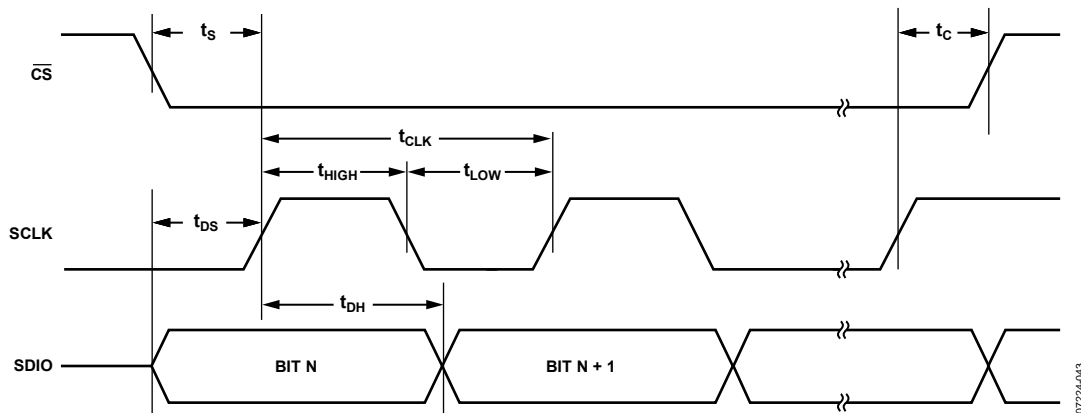 tS
tC
CS
tCLK
tHIGH
tLOW
tDS
SCLK
tDH
SDIO
BIT N
BIT N + 1
07224-043